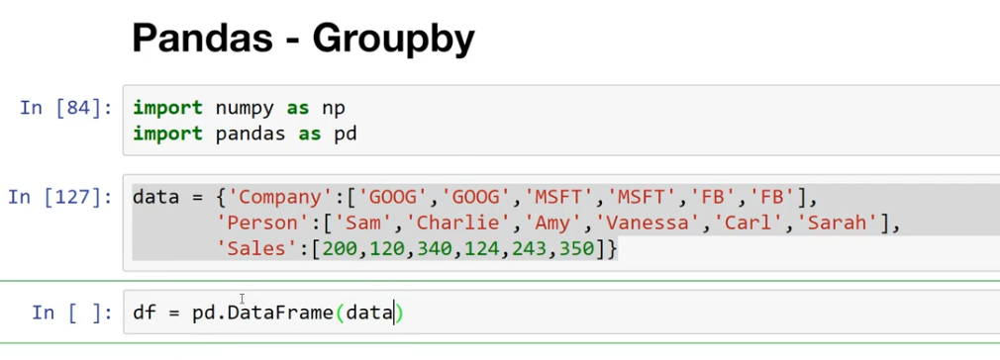 Pandas - Groupby
In [84]: import numpy as np
import pandas as pd
In [127]: data = {'Company':['GOOG','GOOG','MSFT','MSFT','FB','FB'],
'Person':['Sam','Charlie','Amy','Vanessa','Carl','Sarah'],
'Sales':[200,120,340,124,243,350]}
In [ ]: df = pd.DataFrame(data)